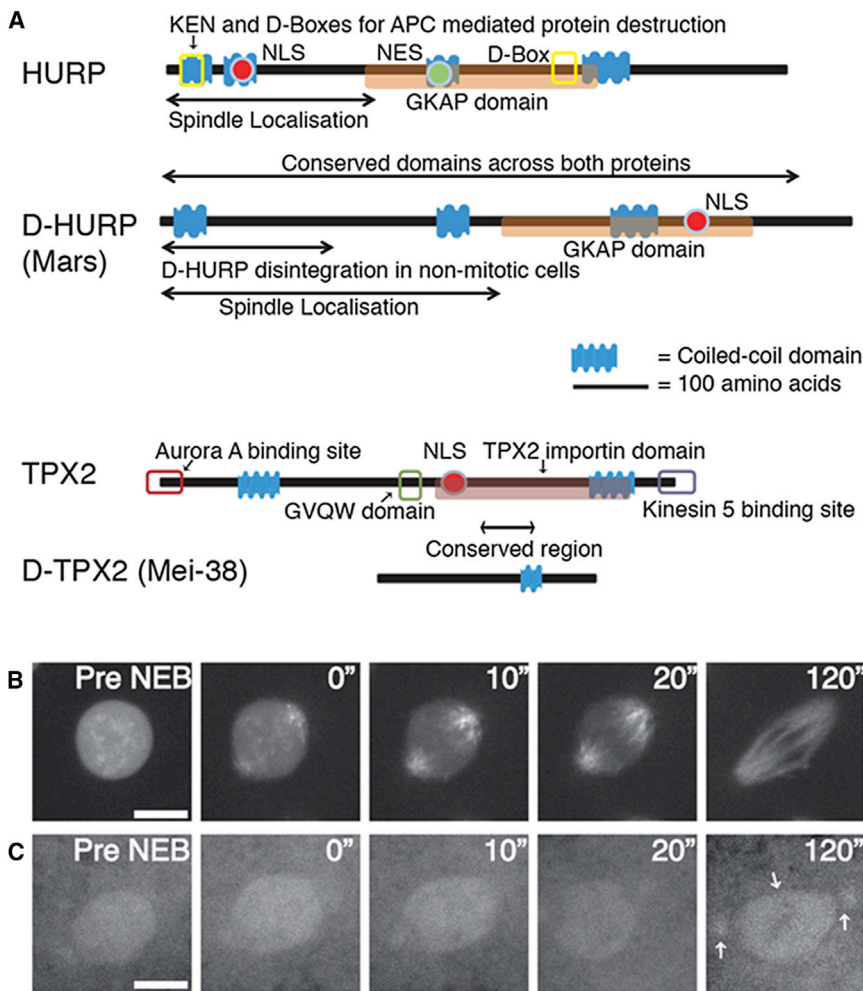 A
KEN and D-Boxes for APC mediated protein destruction
NLS
NES
D-Box
HURP
GKAP domain
Spindle Localisation
Conserved domains across both proteins
NLS
D-HURP
(Mars)
GKAP domain
D-HURP disintegration in non-mitotic cells
Spindle Localisation
= Coiled-coil domain
= 100 amino acids
Aurora A binding site
NLS
TPX2 importin domain
TPX2
GVQW domain
Kinesin 5 binding site
Conserved region
D-TPX2 (Mei-38)
B
Pre NEB
0”
10”
20”
120”
C
Pre NEB
0”
10”
20”
120”